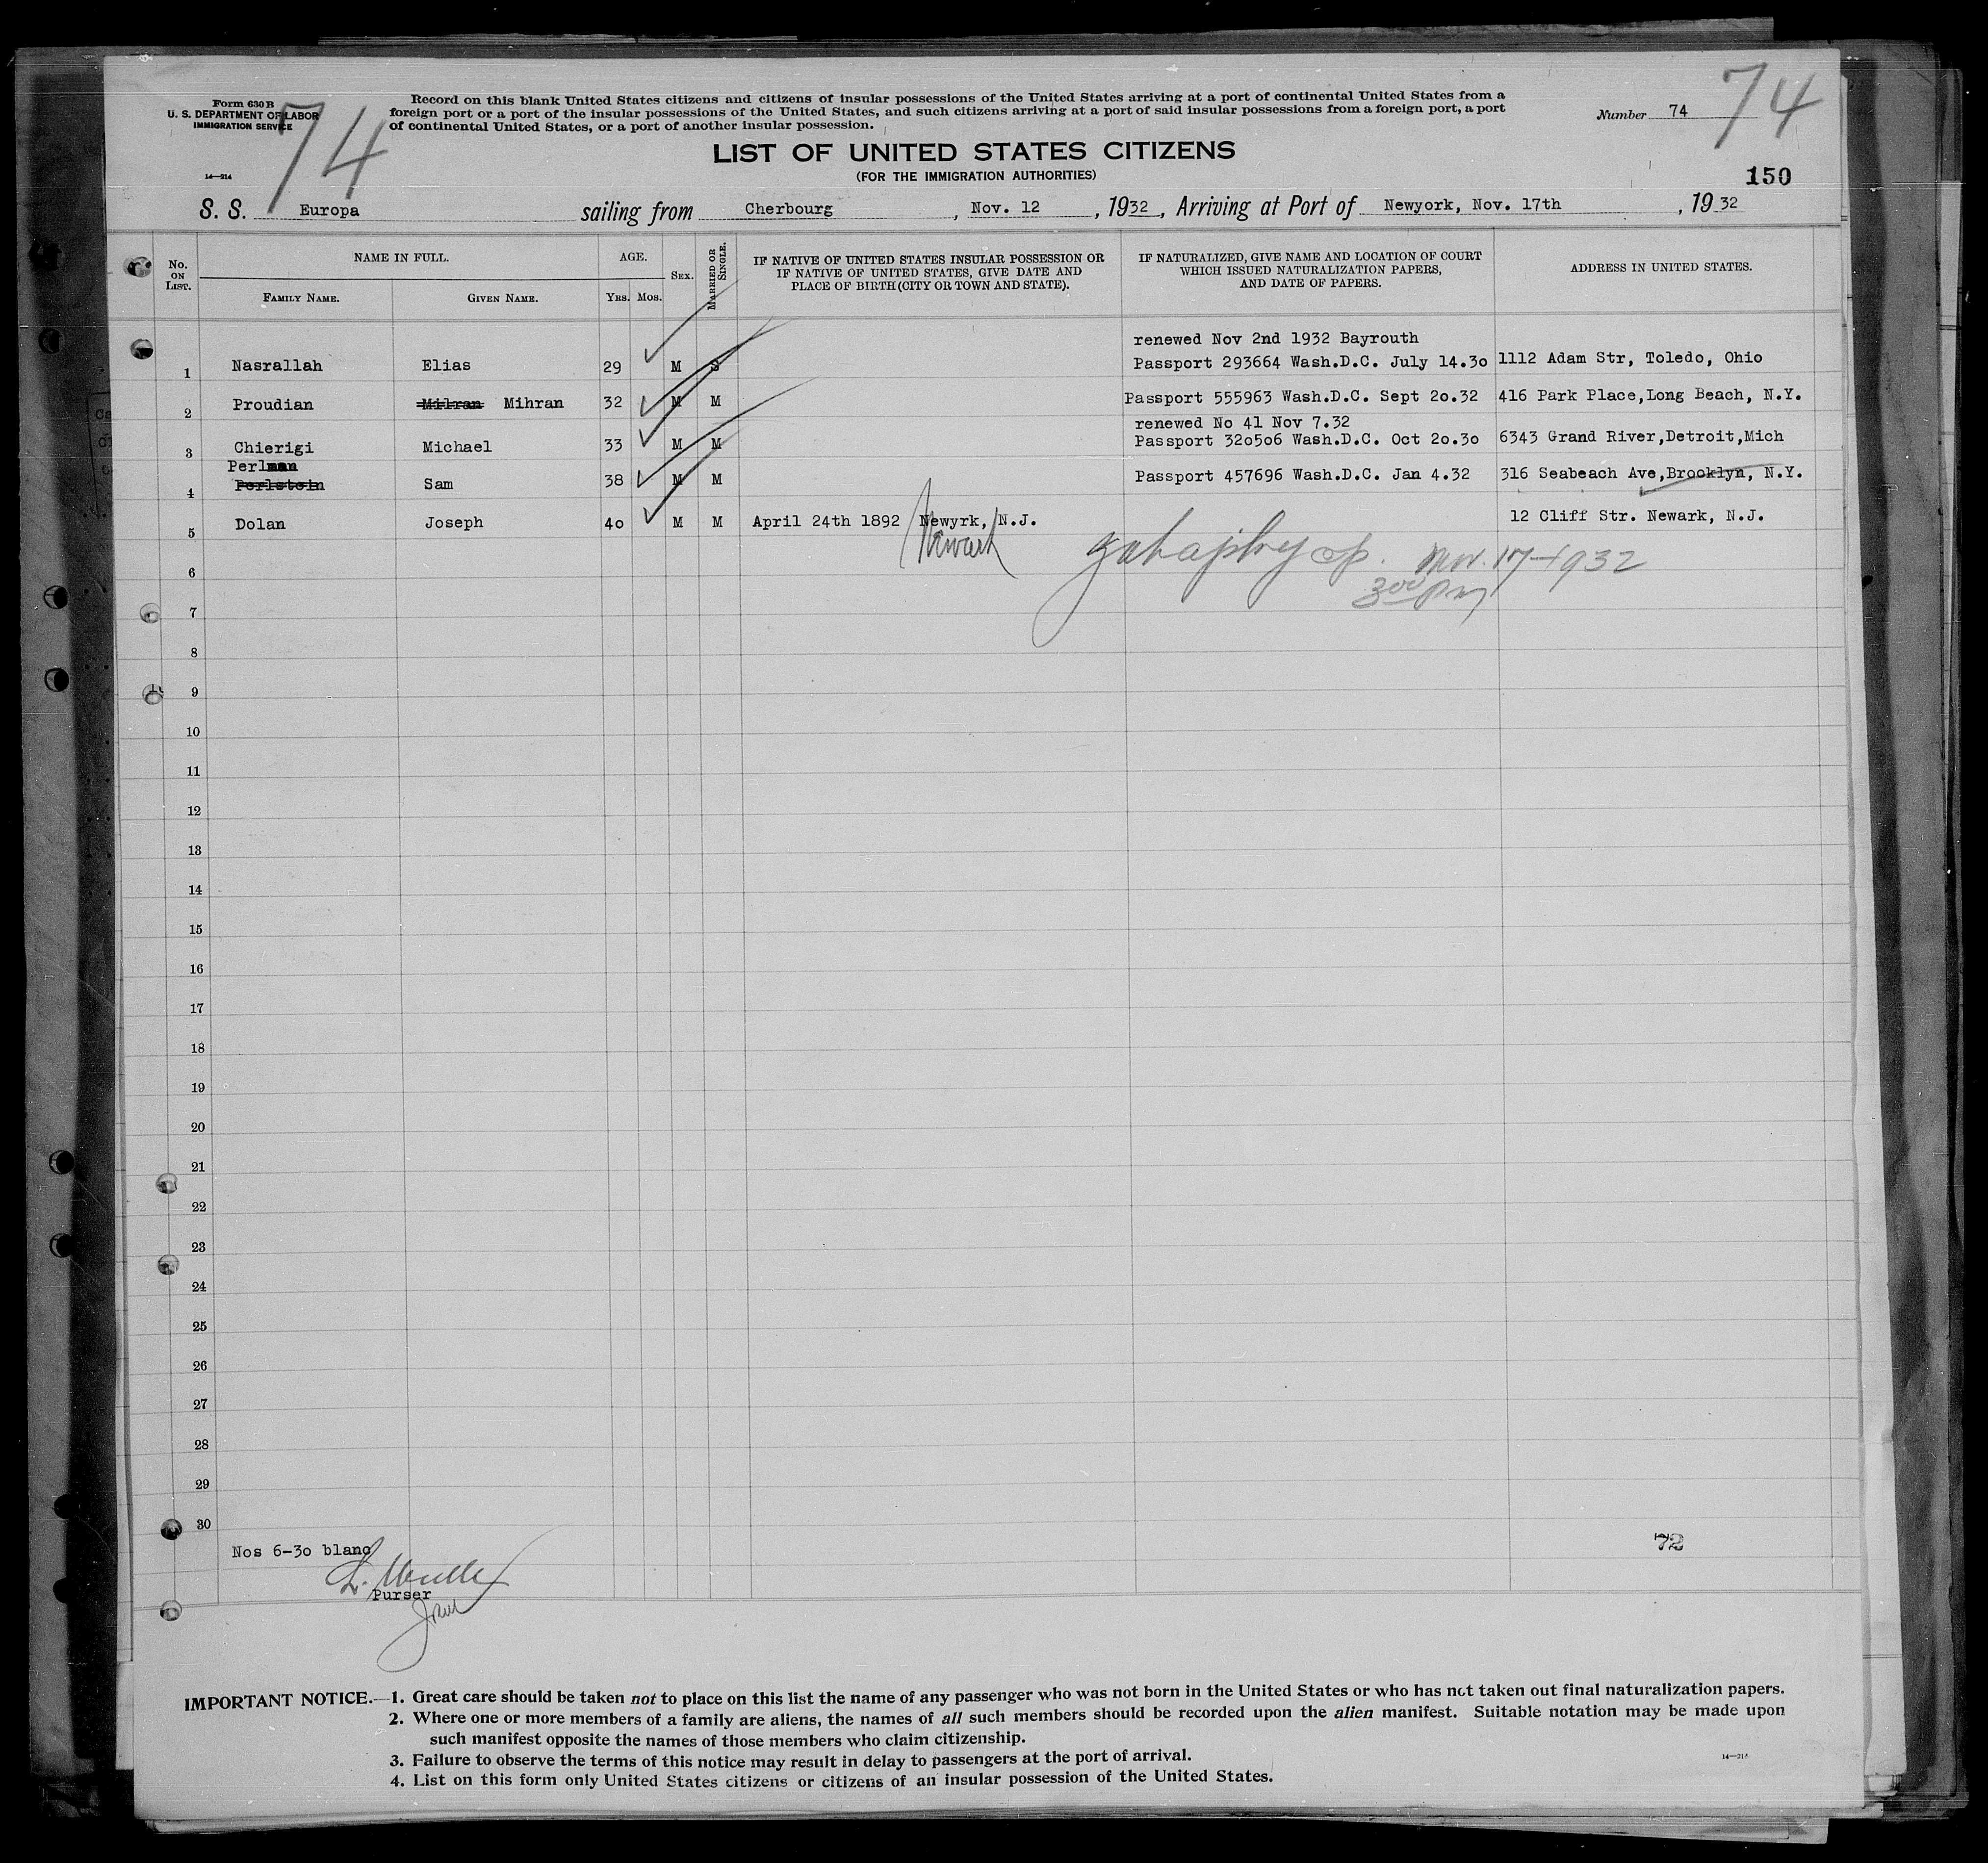 Form 630 B
U. S. DEPARTMENT OF LABOR
IMMIGRATION SERVICE
14—214
74
Record on this blank United States citizens and citizens of insular possessions of the United States arriving at a port of continental United States from a
foreign port or a port of the insular possessions of the United States, and such citizens arriving at a port of said insular possessions from a foreign port, a port
of continental United States, or a port of another insular possession.
Number 74
74
LIST OF UNITED STATES CITIZENS
(FOR THE IMMIGRATION AUTHORITIES)
150
S. S. Europa sailing from Cherbourg, Nov. 12, 1932, Arriving at Port of Newyork, Nov. 17th, 1932
No. ON LIST. NAME IN FULL. FAMILY NAME. GIVEN NAME. AGE. YRS. MOS. SEX. MARRIED OR SINGLE. IF NATIVE OF UNITED STATES INSULAR POSSESSION OR IF NATIVE OF UNITED STATES, GIVE DATE AND PLACE OF BIRTH (CITY OR TOWN AND STATE). IF NATURALIZED, GIVE NAME AND LOCATION OF COURT WHICH ISSUED NATURALIZATION PAPERS, AND DATE OF PAPERS. ADDRESS IN UNITED STATES.
renewed Nov 2nd 1932 Bayrouth
1 Nasrallah Elias 29 M S Passport 293664 Wash.D.C. July 14.30 1112 Adam Str, Toledo, Ohio
2 Proudian Milran Mihran 32 M M Passport 555963 Wash.D.C. Sept 20.32 416 Park Place,Long Beach, N.Y.
renewed No 41 Nov 7.32
3 Chierigi Michael 33 M M Passport 320506 Wash.D.C. Oct 20.30 6343 Grand River,Detroit,Mich
Perlman
4 Perlstein Sam 38 M M Passport 457696 Wash.D.C. Jan 4.32 316 Seabeach Ave,Brooklyn, N.Y.
5 Dolan Joseph 40 M M April 24th 1892 Newyrk, N.J. 12 Cliff Str. Newark, N.J.
Newark
Nov. 17-1932
3 00 PM
6
7
8
9
10
11
12
13
14
15
16
17
18
19
20
21
22
23
24
25
26
27
28
29
30
Nos 6-30 blanc
72
Purser
IMPORTANT NOTICE.—1. Great care should be taken not to place on this list the name of any passenger who was not born in the United States or who has not taken out final naturalization papers.
2. Where one or more members of a family are aliens, the names of all such members should be recorded upon the alien manifest. Suitable notation may be made upon
such manifest opposite the names of those members who claim citizenship.
3. Failure to observe the terms of this notice may result in delay to passengers at the port of arrival.
4. List on this form only United States citizens or citizens of an insular possession of the United States.
14—214